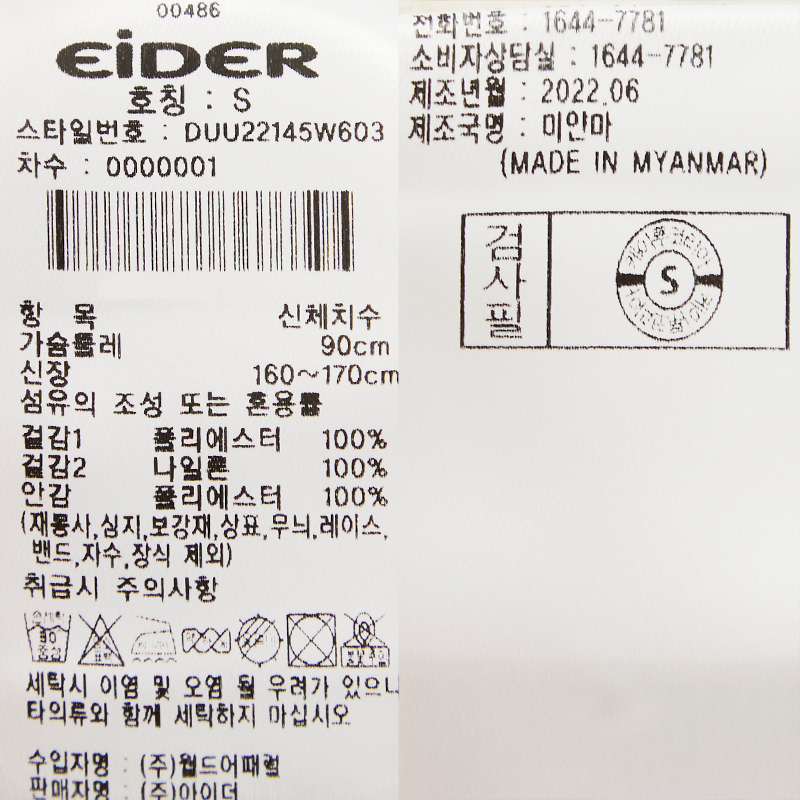 00486
EiDER
호칭 : S
스타일번호 : DUU22145W603
차수 : 0000001
항 목 신체치수
가슴둘레 90cm
신장 160~170cm
섬유의 조성 또는 혼용률
겉감1 폴리에스터 100%
겉감2 나일론 100%
안감 폴리에스터 100%
(재봉사,심지,보강재,상표,무늬,레이스,
밴드,자수,장식 제외)
취급시 주의사항
30
중성
세탁시 이염 및 오염 될 우려가 있으니
타의류와 함께 세탁하지 마십시오
수입자명 : (주)월드어패럴
판매자명 : (주)아이더
전화번호 : 1644-7781
소비자상담실 : 1644-7781
제조년월 : 2022.06
제조국명 : 미얀마
(MADE IN MYANMAR)
검사필
S